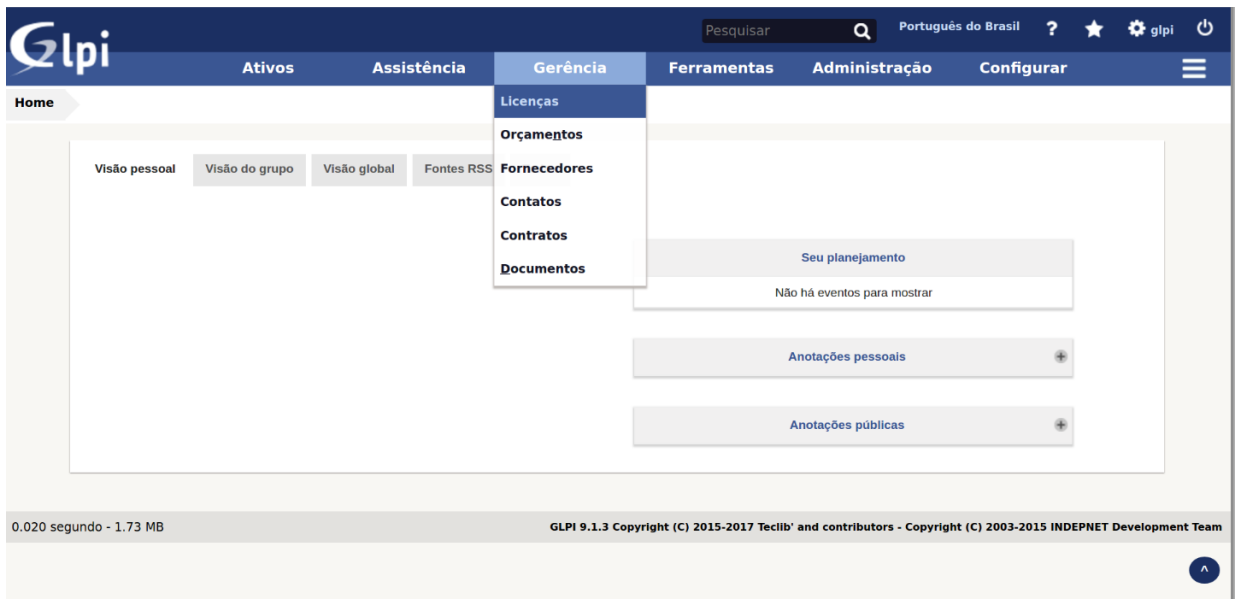 Glpi
Pesquisar
Português do Brasil ? glpi
Ativos Assistência Gerência Ferramentas Administração Configurar
Home
Licenças
Orçamentos
Fornecedores
Contatos
Contratos
Documentos
Visão pessoal Visão do grupo Visão global Fontes RSS
Seu planejamento
Não há eventos para mostrar
Anotações pessoais
Anotações públicas
0.020 segundo - 1.73 MB
GLPI 9.1.3 Copyright (C) 2015-2017 Teclib' and contributors - Copyright (C) 2003-2015 INDEPNET Development Team
^